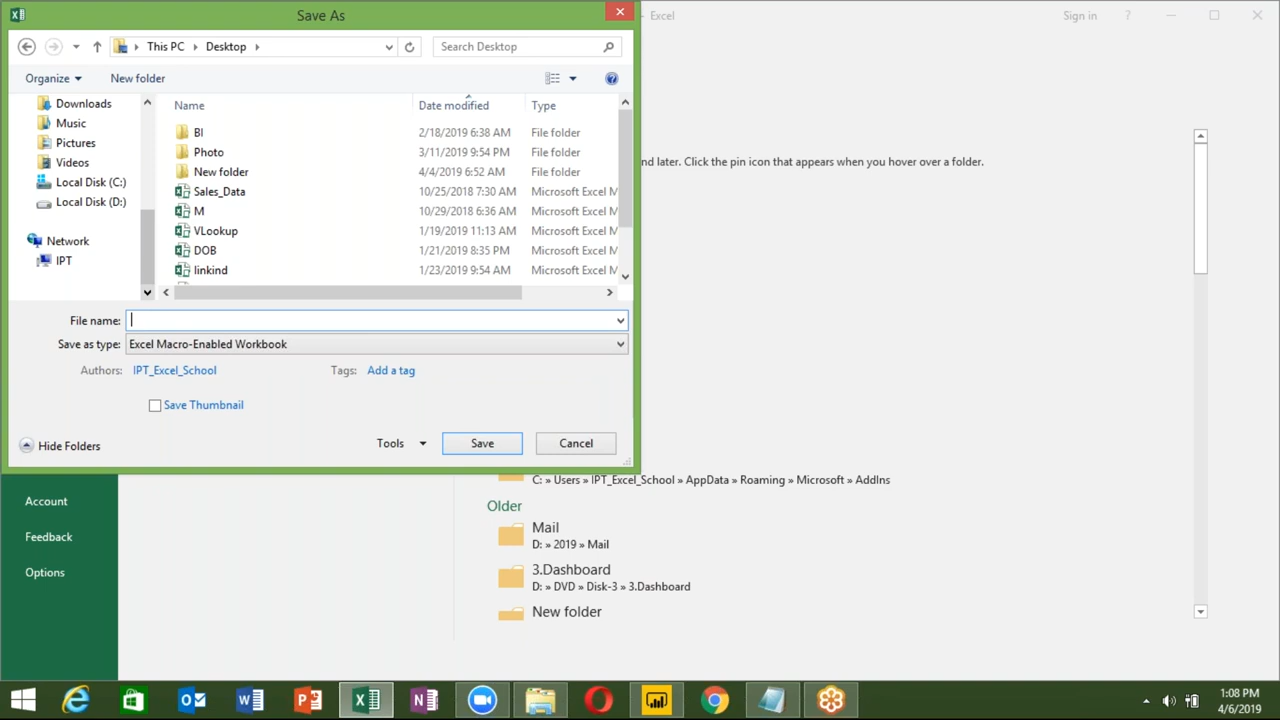 Save As
- Excel
Sign in
?
This PC
Desktop
Search Desktop
Organize
New folder
Downloads
Music
Pictures
Videos
Local Disk (C:)
Local Disk (D:)
Network
IPT
Name
Date modified
Type
BI
2/18/2019 6:38 AM
File folder
Photo
3/11/2019 9:54 PM
File folder
New folder
4/4/2019 6:52 AM
File folder
Sales_Data
10/25/2018 7:30 AM
Microsoft Excel M
M
10/29/2018 6:36 AM
Microsoft Excel M
VLookup
1/19/2019 11:13 AM
Microsoft Excel M
DOB
1/21/2019 8:35 PM
Microsoft Excel M
linkind
1/23/2019 9:54 AM
Microsoft Excel M
nd later. Click the pin icon that appears when you hover over a folder.
File name:
Save as type:
Excel Macro-Enabled Workbook
Authors:
IPT_Excel_School
Tags:
Add a tag
Save Thumbnail
Hide Folders
Tools
Save
Cancel
C: » Users » IPT_Excel_School » AppData » Roaming » Microsoft » AddIns
Older
Mail
D: » 2019 » Mail
3.Dashboard
D: » DVD » Disk-3 » 3.Dashboard
New folder
Account
Feedback
Options
1:08 PM
4/6/2019